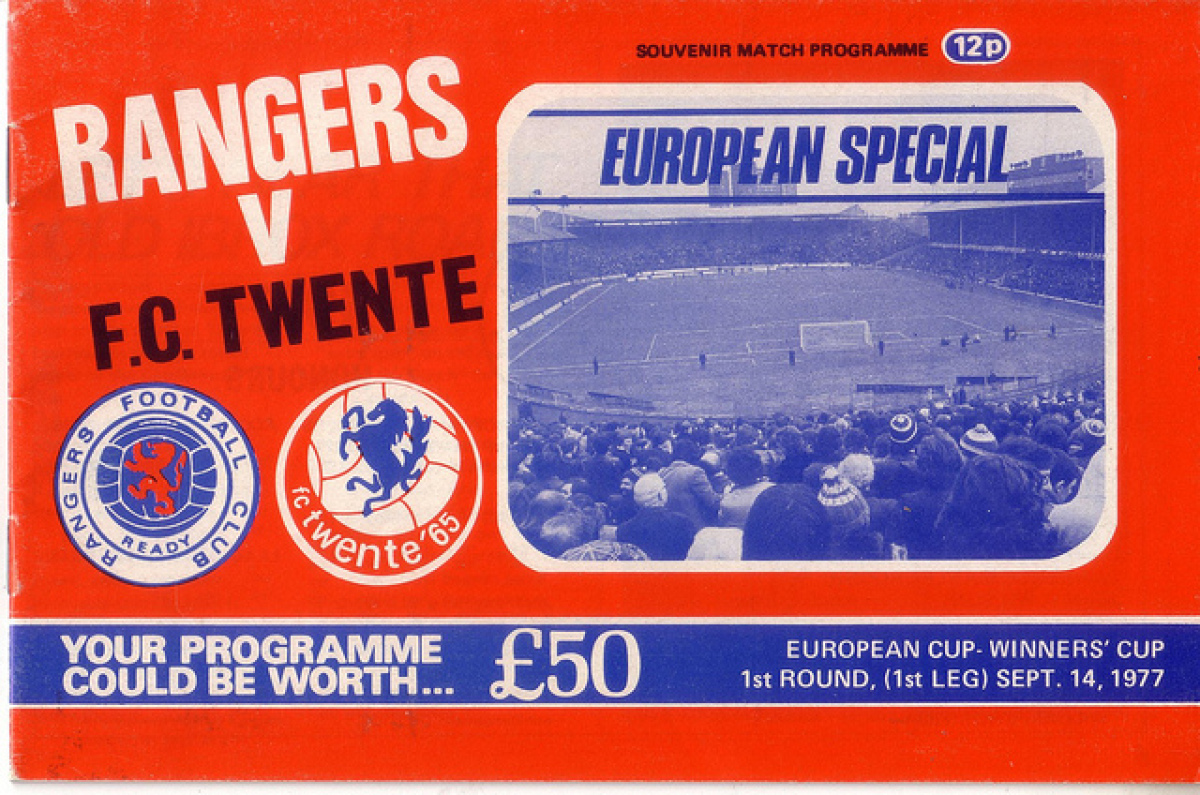 SOUVENIR MATCH PROGRAMME 12p
RANGERS
V
F.C. TWENTE
EUROPEAN SPECIAL
RANGERS FOOTBALL CLUB
READY
fc twente '65
YOUR PROGRAMME
COULD BE WORTH...
£50
EUROPEAN CUP- WINNERS' CUP
1st ROUND, (1st LEG) SEPT. 14, 1977